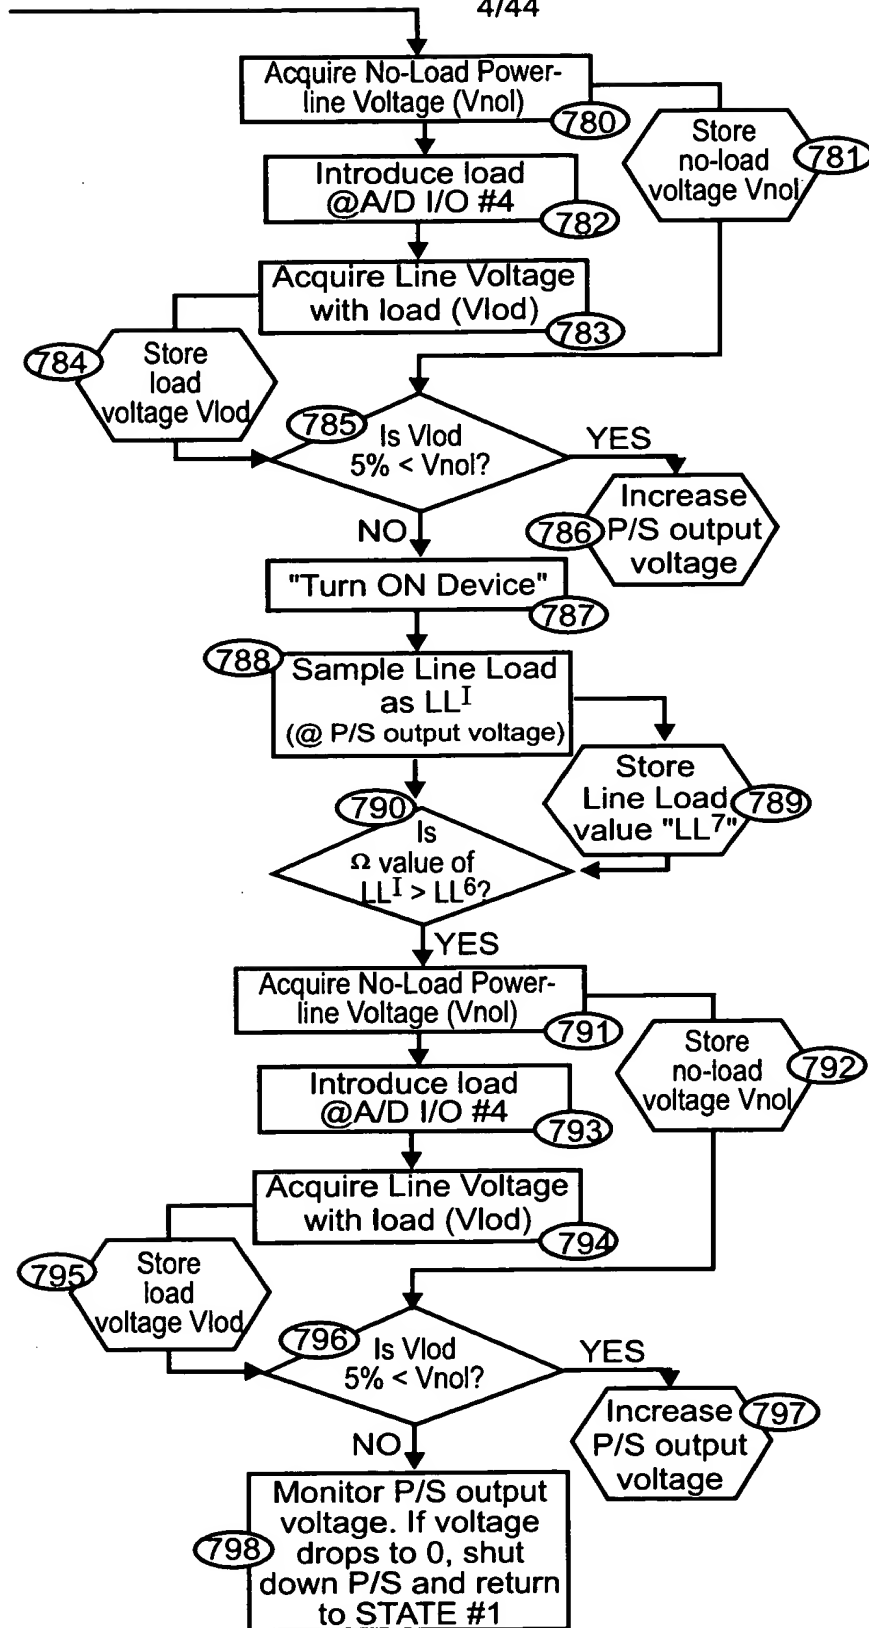 4/44
Acquire No-Load Power-
line Voltage (Vnol)
780
Store
no-load
voltage Vnol
781
Introduce load
@A/D I/O #4
782
Acquire Line Voltage
with load (Vlod)
783
784
Store
load
voltage Vlod
785
Is Vlod
5% < Vnol?
YES
Increase
P/S output
voltage
786
NO
"Turn ON Device"
787
788
Sample Line Load
as LLᴵ
(@ P/S output voltage)
Store
Line Load
value "LL⁷"
789
790
Is
Ω value of
LLᴵ > LL⁶?
YES
Acquire No-Load Power-
line Voltage (Vnol)
791
Store
no-load
voltage Vnol
792
Introduce load
@A/D I/O #4
793
Acquire Line Voltage
with load (Vlod)
794
795
Store
load
voltage Vlod
796
Is Vlod
5% < Vnol?
YES
Increase
P/S output
voltage
797
NO
Monitor P/S output
voltage. If voltage
drops to 0, shut
down P/S and return
to STATE #1
798